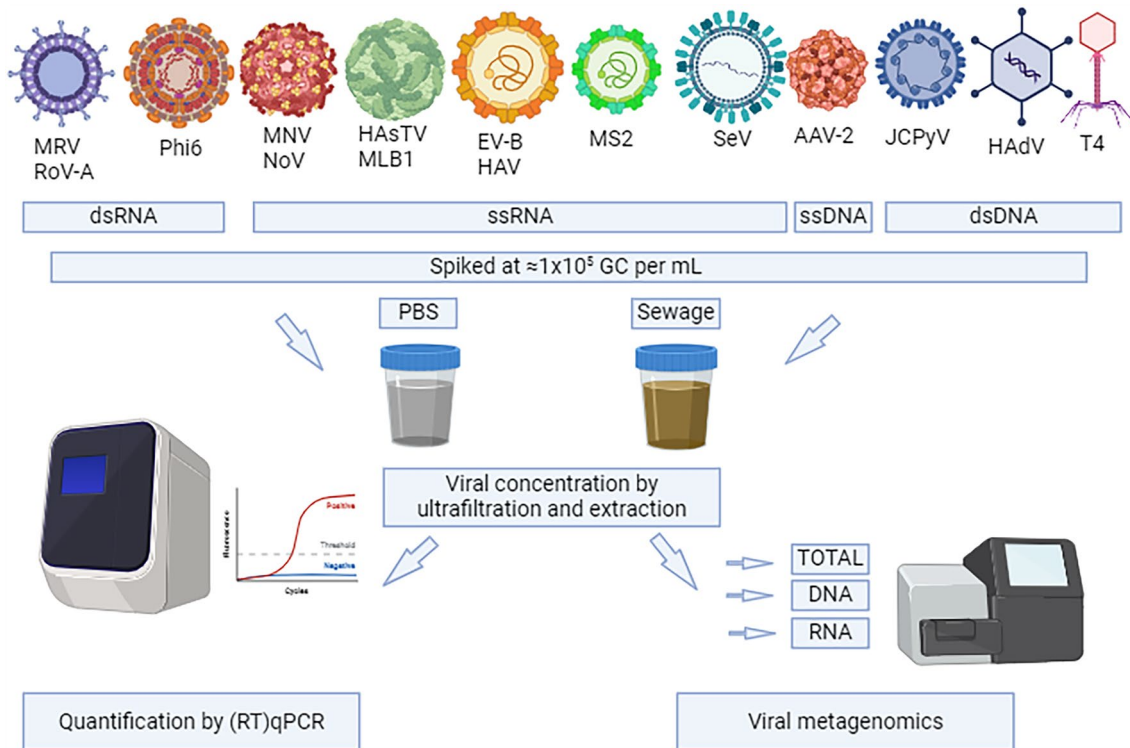 MRV
RoV-A
Phi6
MNV
NoV
HAsTV
MLB1
EV-B
HAV
MS2
SeV
AAV-2
JCPyV
HAdV
T4
dsRNA
ssRNA
ssDNA
dsDNA
Spiked at ≈1x10⁵ GC per mL
PBS
Sewage
Viral concentration by
ultrafiltration and extraction
Positive
Threshold
Negative
Cycles
TOTAL
DNA
RNA
Quantification by (RT)qPCR
Viral metagenomics